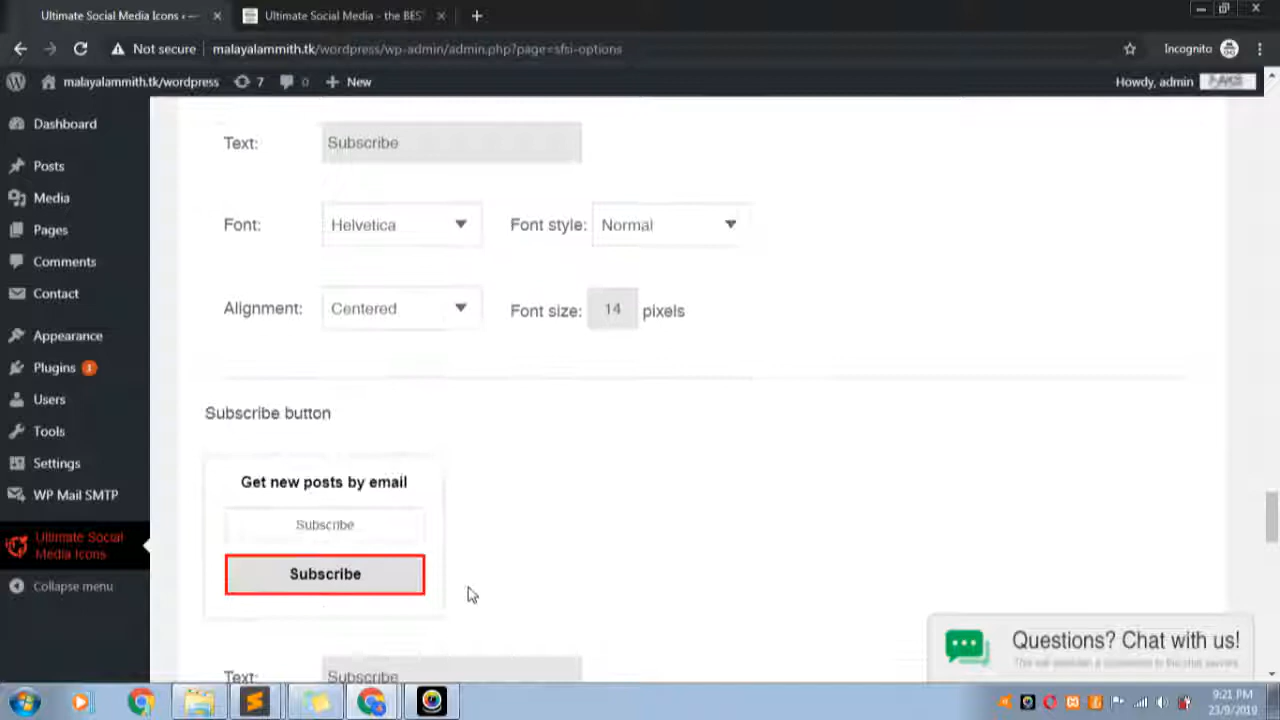 Ultimate Social Media Icons ‹ —
Ultimate Social Media - the BEST
Not secure
malayalammith.tk/wordpress/wp-admin/admin.php?page=sfsi-options
Incognito
malayalammith.tk/wordpress
7
0
New
Howdy, admin
Dashboard
Posts
Media
Pages
Comments
Contact
Appearance
Plugins 1
Users
Tools
Settings
WP Mail SMTP
Ultimate Social
Media Icons
Collapse menu
Text: Subscribe
Font: Helvetica Font style: Normal
Alignment: Centered Font size: 14 pixels
Subscribe button
Get new posts by email
Subscribe
Subscribe
Text: Subscribe
Questions? Chat with us!
9:21 PM
23/9/2019